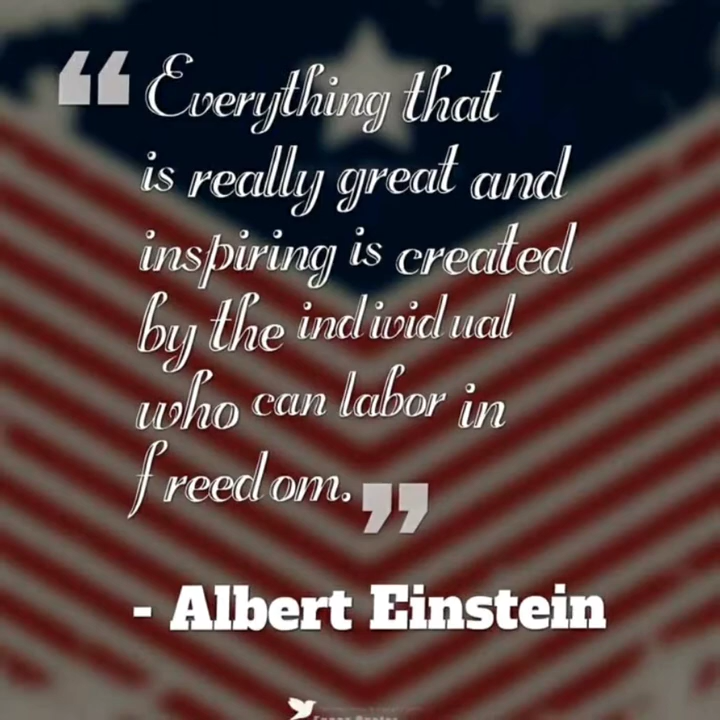 “Everything that
is really great and
inspiring is created
by the individual
who can labor in
freedom.”
- Albert Einstein